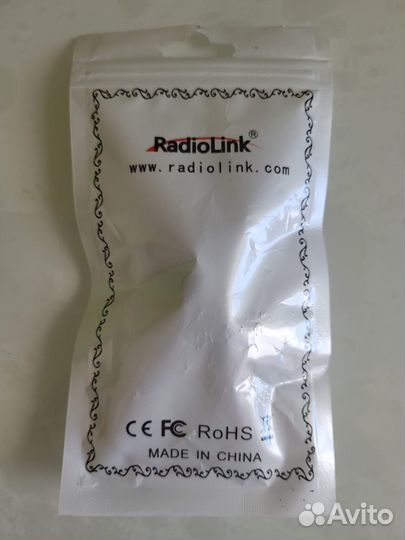 RadioLink®
www.radiolink.com
CE FC RoHS
MADE IN CHINA
Avito